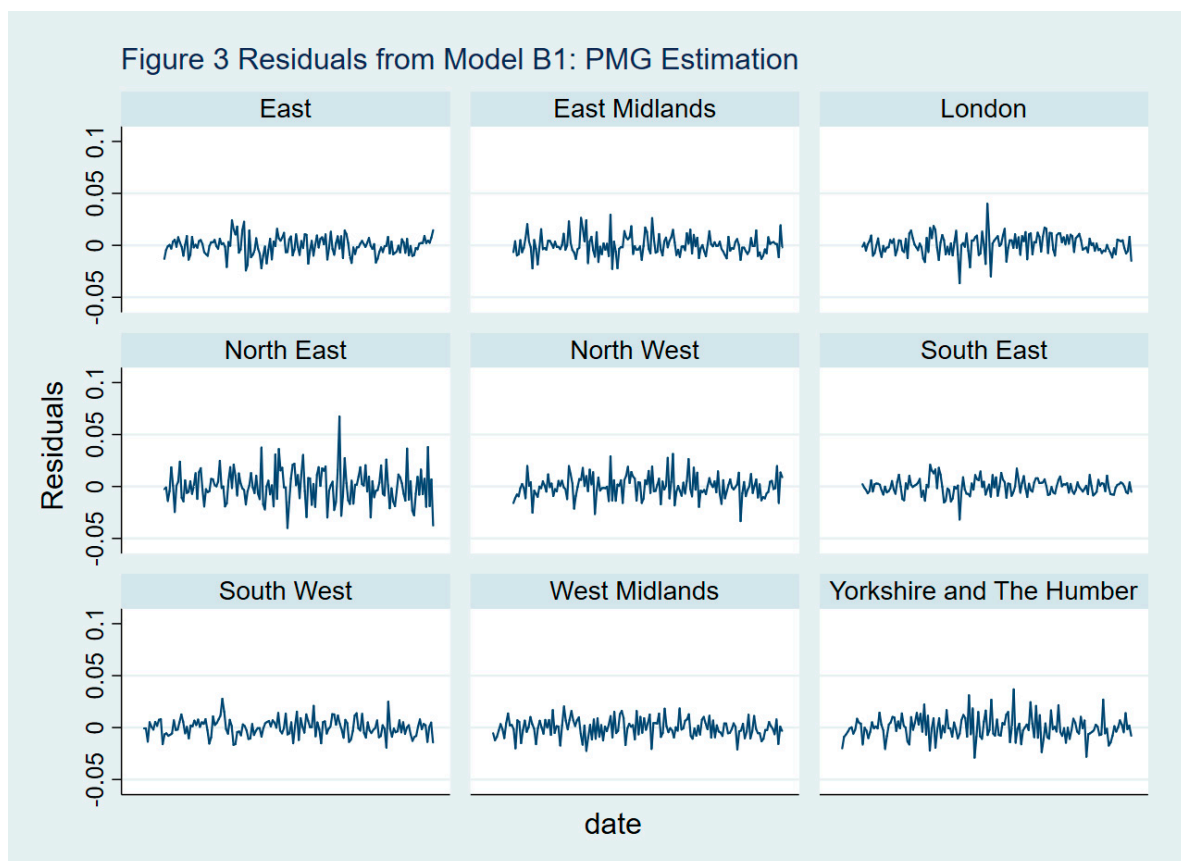 Figure 3 Residuals from Model B1: PMG Estimation
East
East Midlands
London
0.1
0.05
0
-0.05
North East
North West
South East
0.1
0.05
0
-0.05
Residuals
South West
West Midlands
Yorkshire and The Humber
0.1
0.05
0
-0.05
date